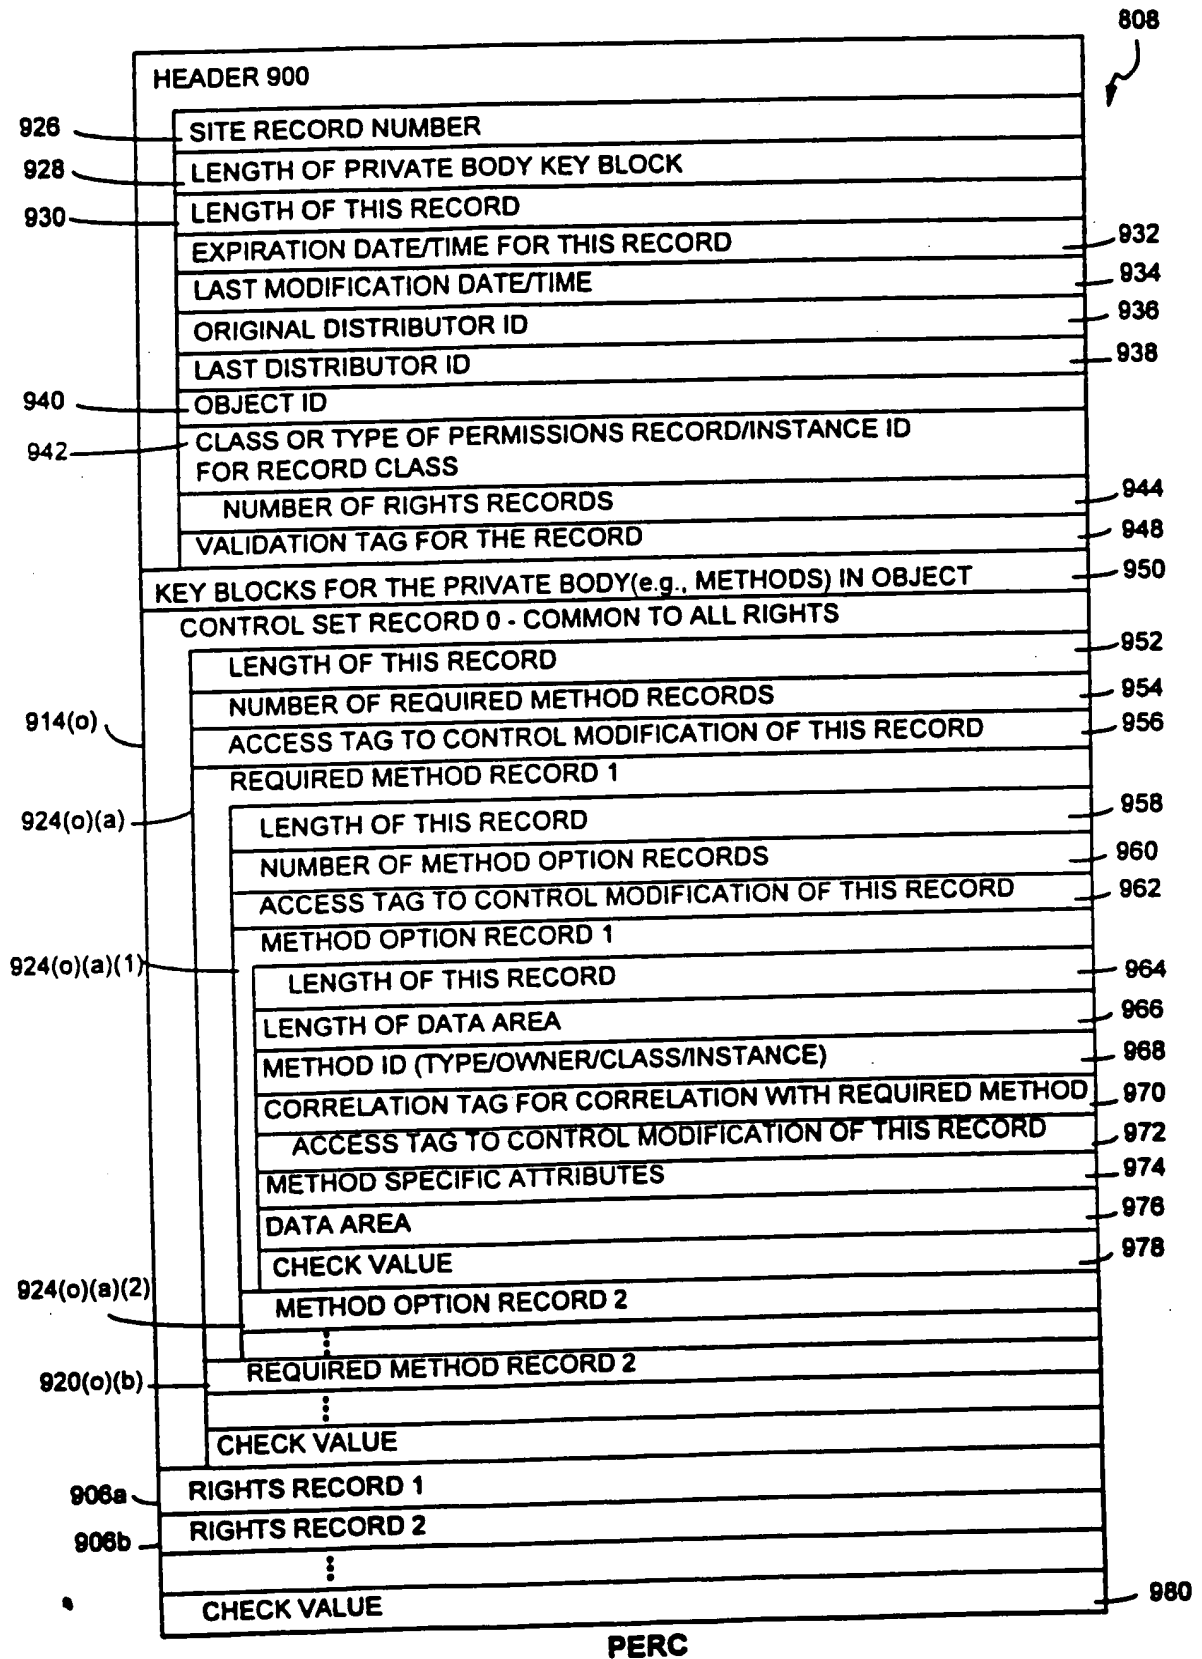 808
HEADER 900
926 SITE RECORD NUMBER
928 LENGTH OF PRIVATE BODY KEY BLOCK
930 LENGTH OF THIS RECORD
EXPIRATION DATE/TIME FOR THIS RECORD 932
LAST MODIFICATION DATE/TIME 934
ORIGINAL DISTRIBUTOR ID 936
LAST DISTRIBUTOR ID 938
940 OBJECT ID
942 CLASS OR TYPE OF PERMISSIONS RECORD/INSTANCE ID
FOR RECORD CLASS
NUMBER OF RIGHTS RECORDS 944
VALIDATION TAG FOR THE RECORD 948
KEY BLOCKS FOR THE PRIVATE BODY(e.g., METHODS) IN OBJECT 950
CONTROL SET RECORD 0 - COMMON TO ALL RIGHTS
LENGTH OF THIS RECORD 952
NUMBER OF REQUIRED METHOD RECORDS 954
914(o) ACCESS TAG TO CONTROL MODIFICATION OF THIS RECORD 956
REQUIRED METHOD RECORD 1
924(o)(a) LENGTH OF THIS RECORD 958
NUMBER OF METHOD OPTION RECORDS 960
ACCESS TAG TO CONTROL MODIFICATION OF THIS RECORD 962
METHOD OPTION RECORD 1
924(o)(a)(1) LENGTH OF THIS RECORD 964
LENGTH OF DATA AREA 966
METHOD ID (TYPE/OWNER/CLASS/INSTANCE) 968
CORRELATION TAG FOR CORRELATION WITH REQUIRED METHOD 970
ACCESS TAG TO CONTROL MODIFICATION OF THIS RECORD 972
METHOD SPECIFIC ATTRIBUTES 974
DATA AREA 976
CHECK VALUE 978
924(o)(a)(2) METHOD OPTION RECORD 2
920(o)(b) REQUIRED METHOD RECORD 2
CHECK VALUE
906a RIGHTS RECORD 1
906b RIGHTS RECORD 2
CHECK VALUE 980
PERC